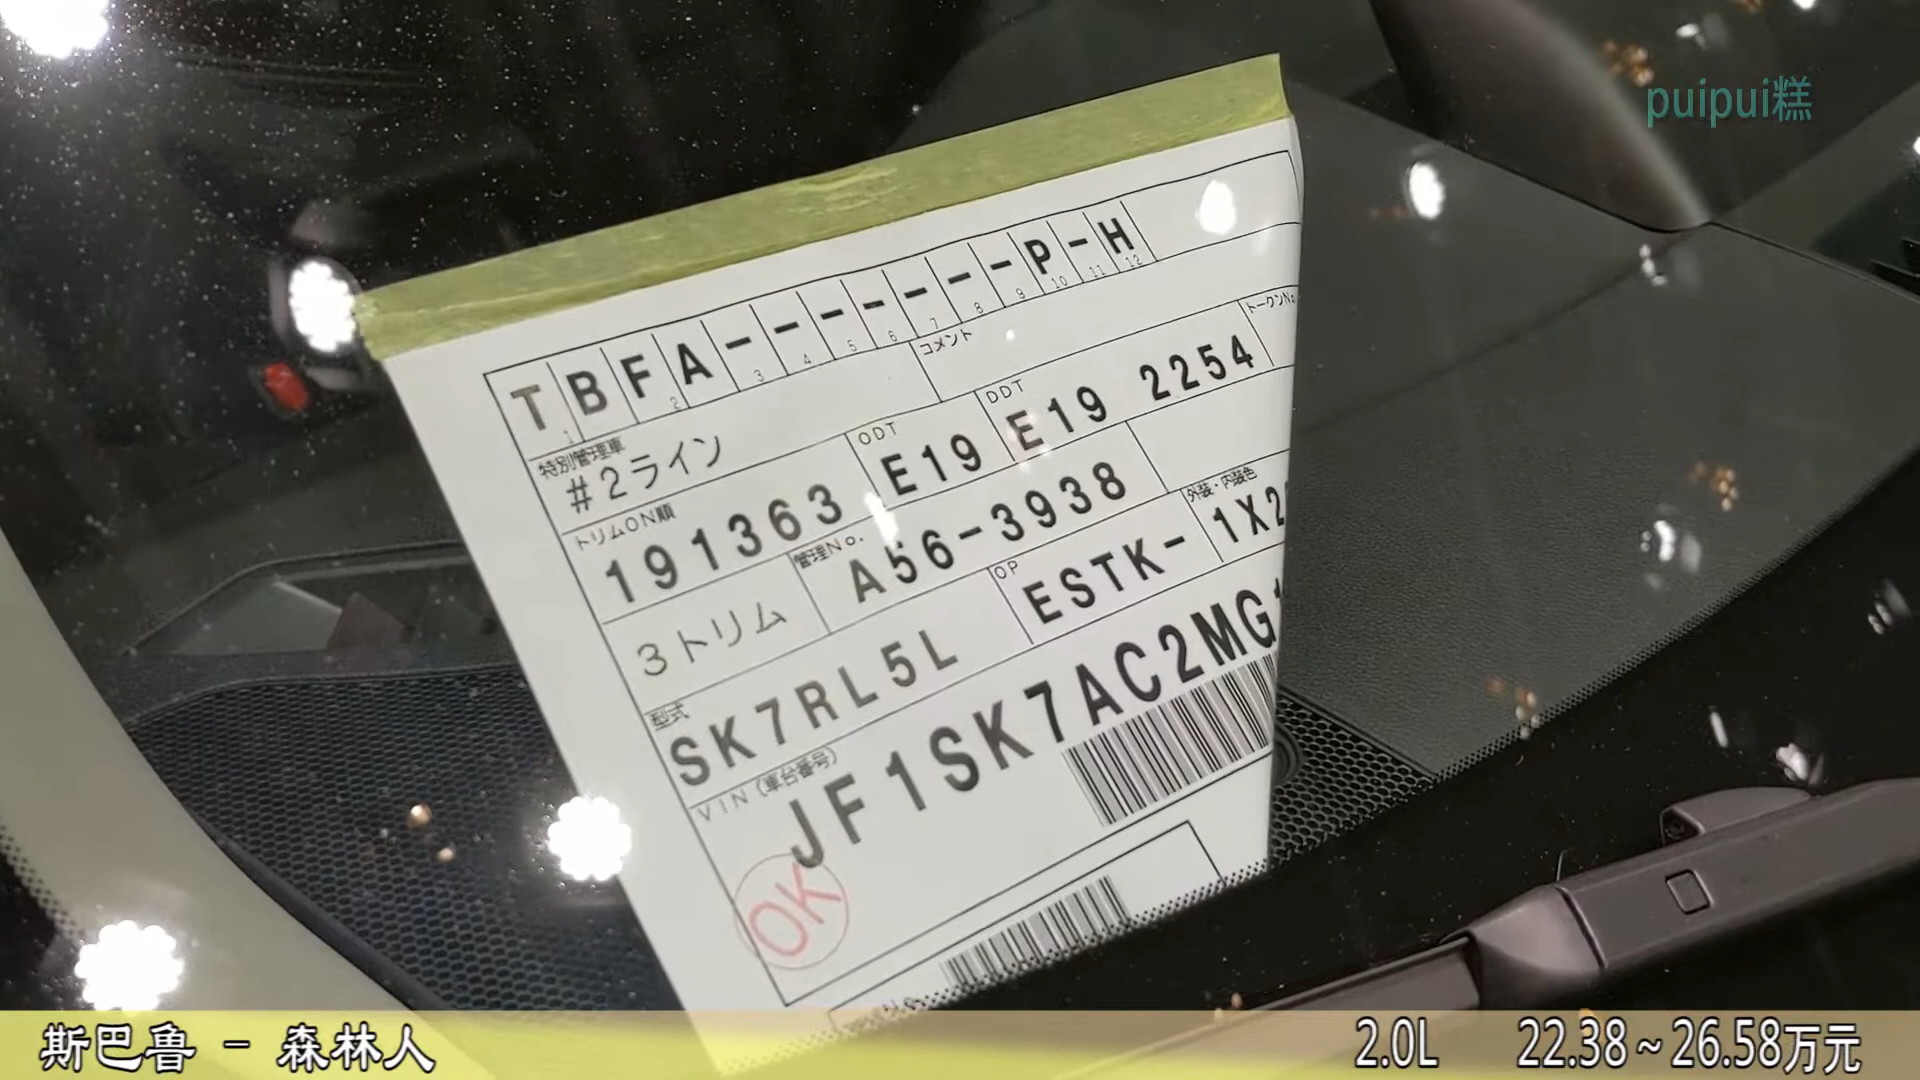 puipui糕
TBFA------P-H
1 2 3 4 5 6 7 8 9 10 11 12
特別管理車
#2ライン
コメント
トリムON順
191363
ODT
E19
DDT
E19 2254
トークンNo
3トリム
管理No.
A56-3938
型式
SK7RL5L
OP
ESTK-
外装・内装色
1X2
VIN(車台番号)
JF1SK7AC2MG
OK
斯巴鲁 - 森林人
2.0L
22.38~26.58万元